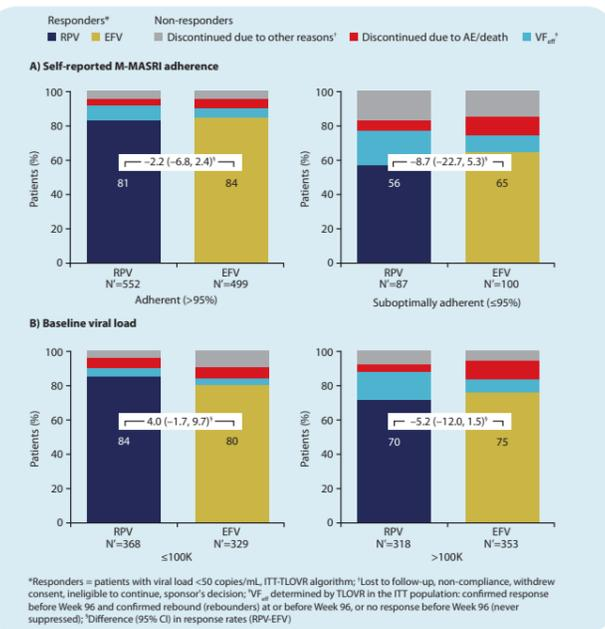 Responders* Non-responders
RPV EFV Discontinued due to other reasons† Discontinued due to AE/death VFeff‡
A) Self-reported M-MASRI adherence
Patients (%)
100
80
60
40
20
0
–2.2 (–6.8, 2.4)§
81 84
RPV EFV
N'=552 N'=499
Adherent (>95%)
Patients (%)
100
80
60
40
20
0
–8.7 (–22.7, 5.3)§
56 65
RPV EFV
N'=87 N'=100
Suboptimally adherent (≤95%)
B) Baseline viral load
Patients (%)
100
80
60
40
20
0
4.0 (–1.7, 9.7)§
84 80
RPV EFV
N'=368 N'=329
≤100K
Patients (%)
100
80
60
40
20
0
–5.2 (–12.0, 1.5)§
70 75
RPV EFV
N'=318 N'=353
>100K
*Responders = patients with viral load <50 copies/mL, ITT-TLOVR algorithm; †Lost to follow-up, non-compliance, withdrew
consent, ineligible to continue, sponsor's decision; ‡VFeff determined by TLOVR in the ITT population: confirmed response
before Week 96 and confirmed rebound (rebounders) at or before Week 96, or no response before Week 96 (never
suppressed); §Difference (95% CI) in response rates (RPV-EFV)